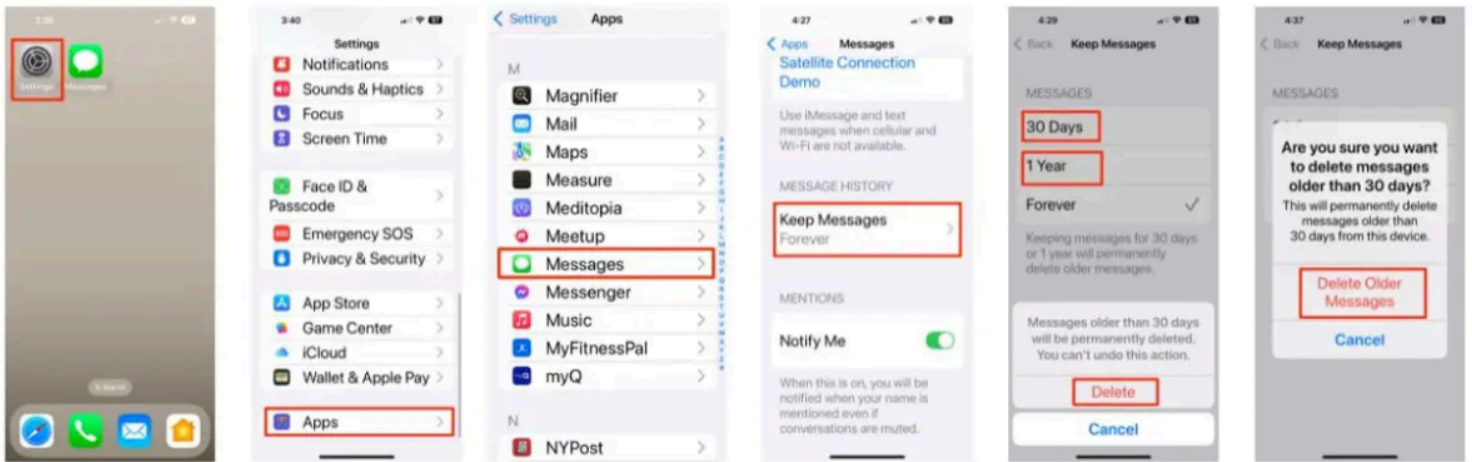 2:38
Settings
Messages
Search
3:40
Settings
Notifications
Sounds & Haptics
Focus
Screen Time
Face ID &
Passcode
Emergency SOS
Privacy & Security
App Store
Game Center
iCloud
Wallet & Apple Pay
Apps
Settings
Apps
M
Magnifier
Mail
Maps
Measure
Meditopia
Meetup
Messages
Messenger
Music
MyFitnessPal
myQ
N
NYPost
4:27
Apps
Messages
Satellite Connection
Demo
Use iMessage and text
messages when cellular and
Wi-Fi are not available.
MESSAGE HISTORY
Keep Messages
Forever
MENTIONS
Notify Me
When this is on, you will be
notified when your name is
mentioned even if
conversations are muted.
4:29
Back
Keep Messages
MESSAGES
30 Days
1 Year
Forever
Keeping messages for 30 days
or 1 year will permanently
delete older messages.
Messages older than 30 days
will be permanently deleted.
You can't undo this action.
Delete
Cancel
4:37
Back
Keep Messages
MESSAGES
Are you sure you want
to delete messages
older than 30 days?
This will permanently delete
messages older than
30 days from this device.
Delete Older
Messages
Cancel